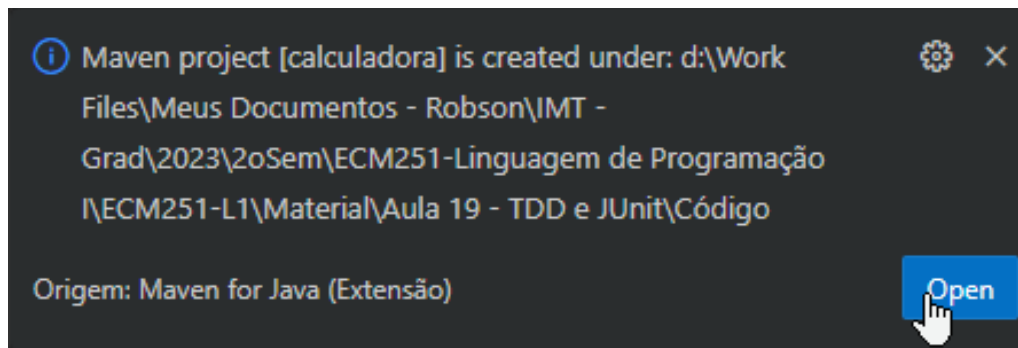 Maven project [calculadora] is created under: d:\Work
Files\Meus Documentos - Robson\IMT -
Grad\2023\2oSem\ECM251-Linguagem de Programação
I\ECM251-L1\Material\Aula 19 - TDD e JUnit\Código
Origem: Maven for Java (Extensão)
Open